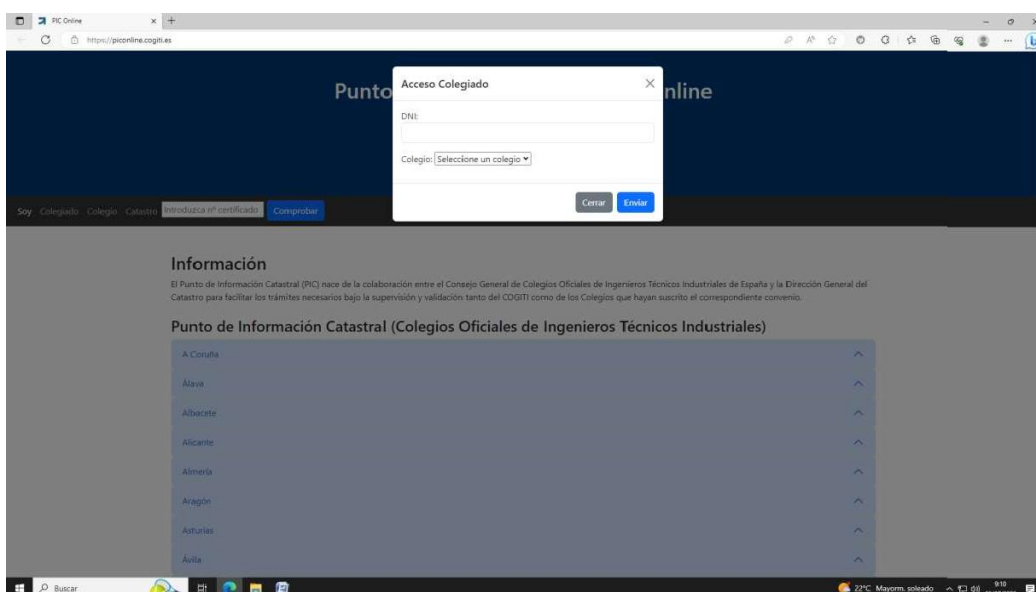 PIC Online
https://piconline.cogiti.es
Punto
nline
Acceso Colegiado
DNI:
Colegio: Seleccione un colegio
Cerrar Enviar
Soy Colegiado Colegio Catastro Introduzca nº certificado Comprobar
Información
El Punto de Información Catastral (PIC) nace de la colaboración entre el Consejo General de Colegios Oficiales de Ingenieros Técnicos Industriales de España y la Dirección General del
Catastro para facilitar los trámites necesarios bajo la supervisión y validación tanto del COGITI como de los Colegios que hayan suscrito el correspondiente convenio.
Punto de Información Catastral (Colegios Oficiales de Ingenieros Técnicos Industriales)
A Coruña
Álava
Albacete
Alicante
Almería
Aragón
Asturias
Ávila
Buscar
22°C Mayorm. soleado
9:10